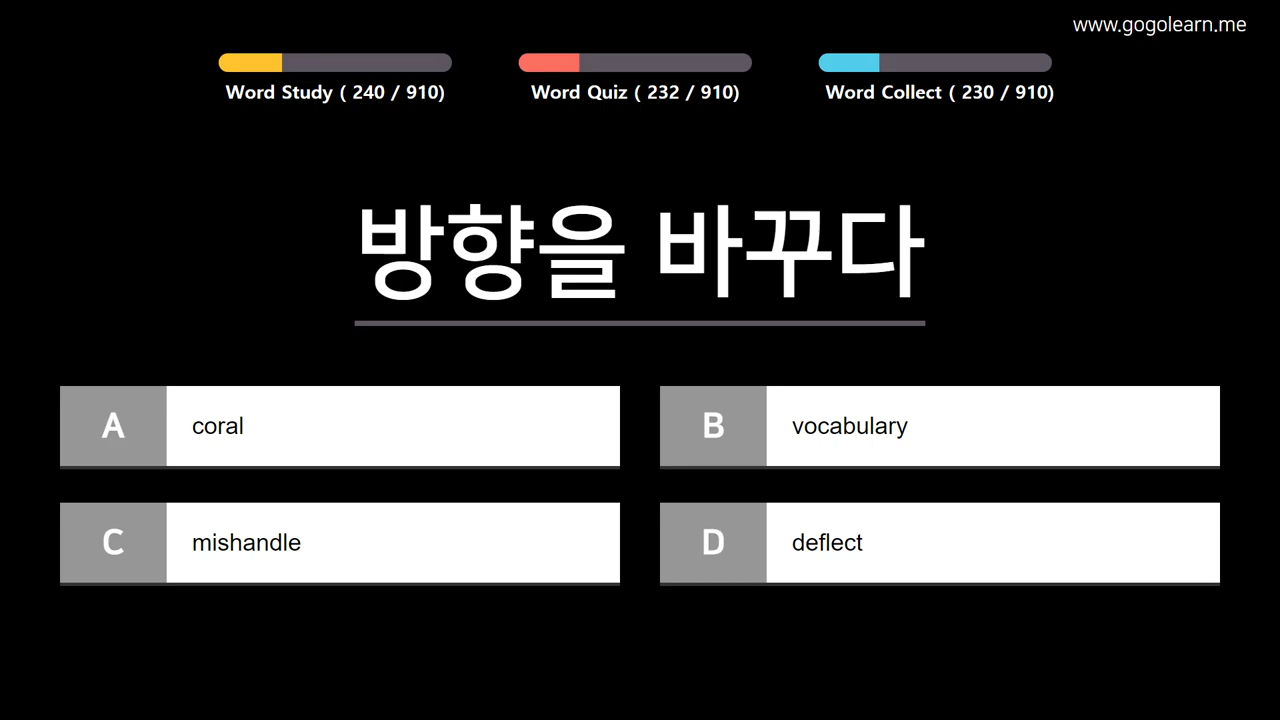 www.gogolearn.me
Word Study ( 240 / 910)
Word Quiz ( 232 / 910)
Word Collect ( 230 / 910)
방향을 바꾸다
A coral
B vocabulary
C mishandle
D deflect